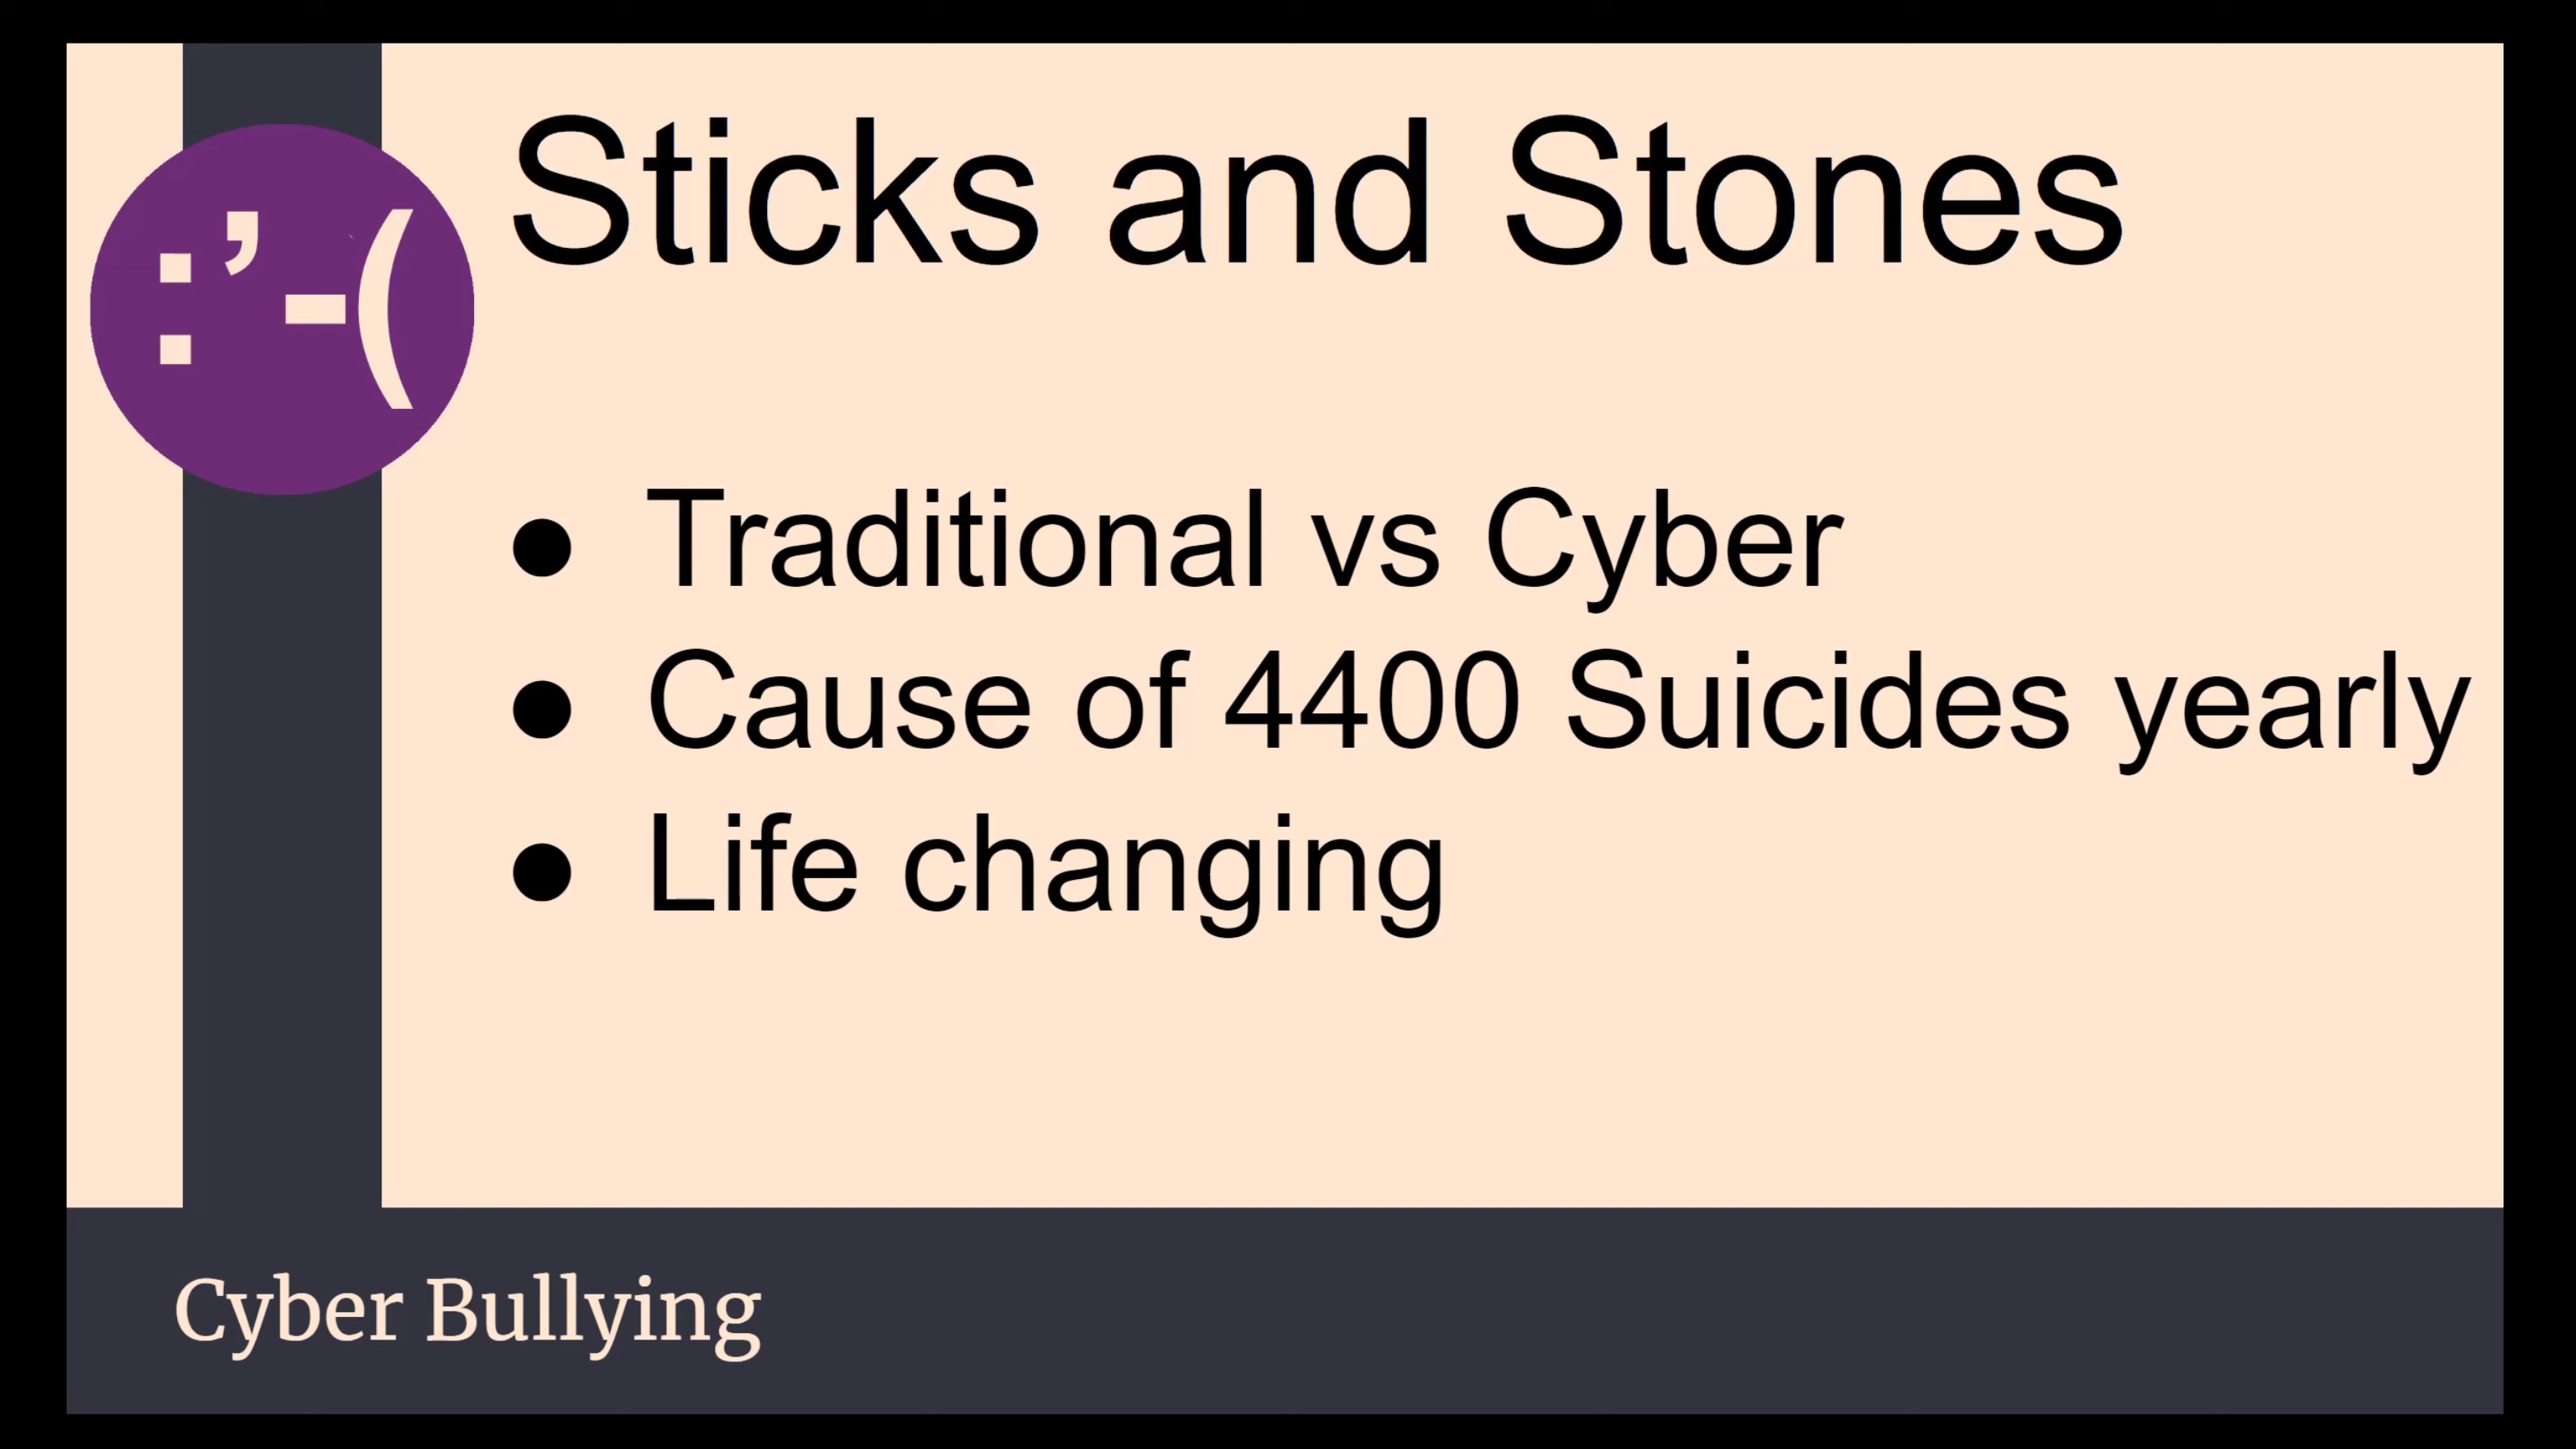 Sticks and Stones
:’-(
● Traditional vs Cyber
● Cause of 4400 Suicides yearly
● Life changing
Cyber Bullying